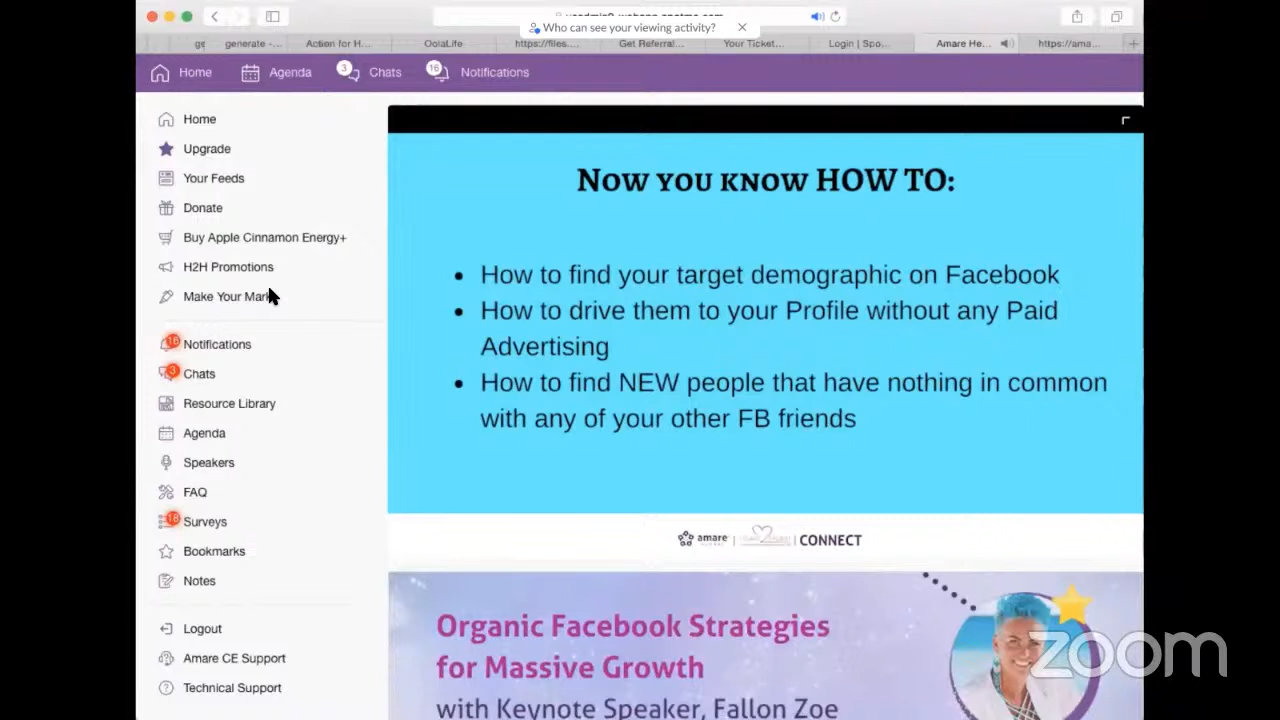 Who can see your viewing activity?
ge
generate -...
Action for H...
OolaLife
https://files....
Get Referral...
Your Ticket...
Login | Spo...
Amare He...
https://ama...
Home
Agenda
3
Chats
16
Notifications
Home
Upgrade
Your Feeds
Donate
Buy Apple Cinnamon Energy+
H2H Promotions
Make Your Mark
16
Notifications
3
Chats
Resource Library
Agenda
Speakers
FAQ
18
Surveys
Bookmarks
Notes
Logout
Amare CE Support
Technical Support
Now you know HOW TO:
• How to find your target demographic on Facebook
• How to drive them to your Profile without any Paid
Advertising
• How to find NEW people that have nothing in common
with any of your other FB friends
amare
CONNECT
Organic Facebook Strategies
for Massive Growth
with Keynote Speaker, Fallon Zoe
zoom